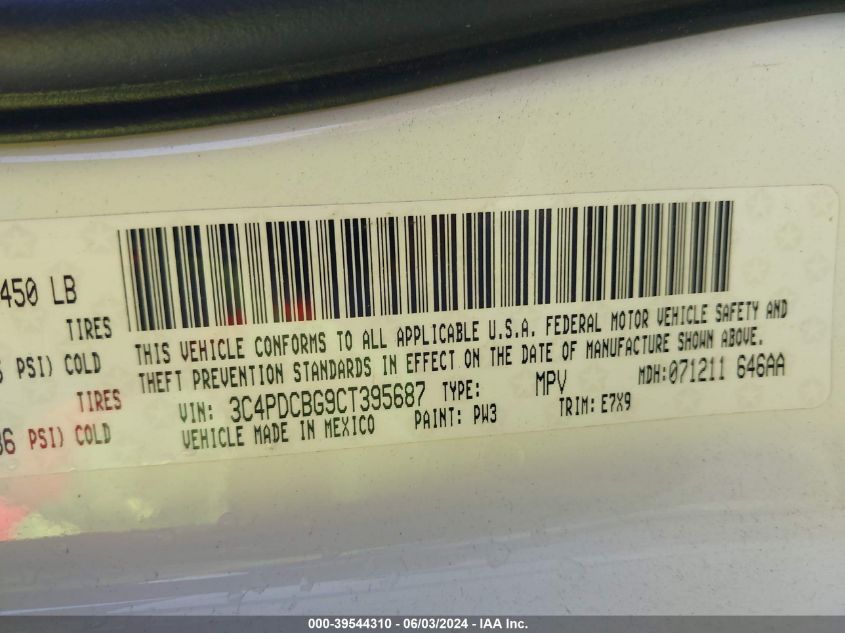 450 LB
TIRES
PSI) COLD
TIRES
36 PSI) COLD
THIS VEHICLE CONFORMS TO ALL APPLICABLE U.S.A. FEDERAL MOTOR VEHICLE SAFETY AND
THEFT PREVENTION STANDARDS IN EFFECT ON THE DATE OF MANUFACTURE SHOWN ABOVE.
VIN: 3C4PDCBG9CT395687 TYPE: MPV MDH:071211 646AA
VEHICLE MADE IN MEXICO PAINT: PW3 TRIM: E7X9
000-39544310 - 06/03/2024 - IAA Inc.